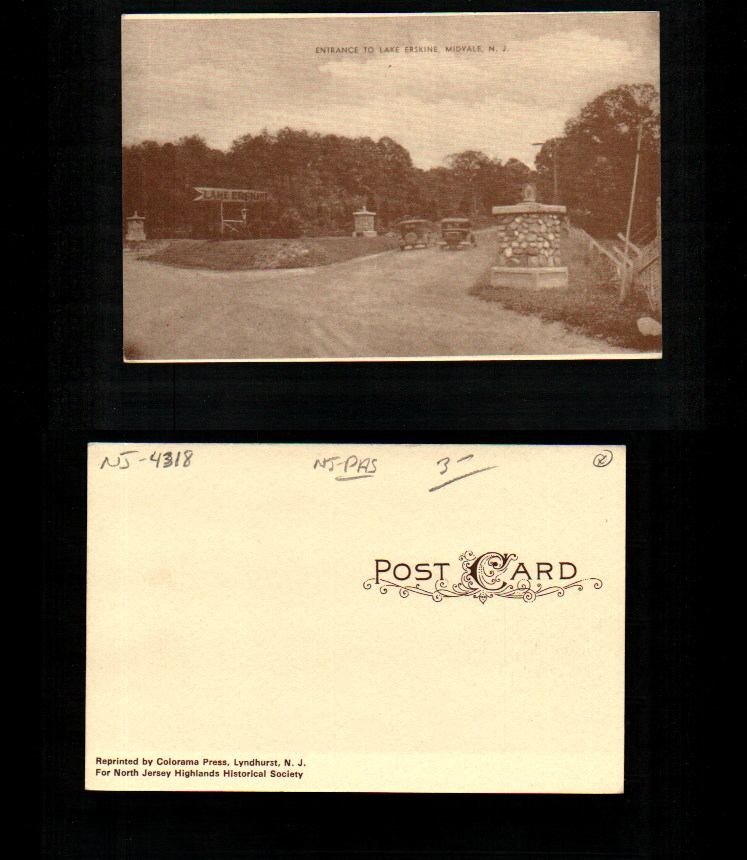 ENTRANCE TO LAKE ERSKINE, MIDVALE, N. J.
LAKE ERSKINE
NJ-4318 NJ-PAS 3-
POST CARD
Reprinted by Colorama Press, Lyndhurst, N. J.
For North Jersey Highlands Historical Society